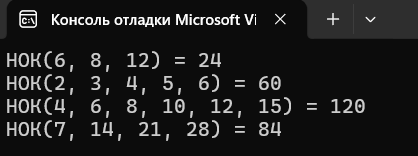 Консоль отладки Microsoft Vi
НОК(6, 8, 12) = 24
НОК(2, 3, 4, 5, 6) = 60
НОК(4, 6, 8, 10, 12, 15) = 120
НОК(7, 14, 21, 28) = 84